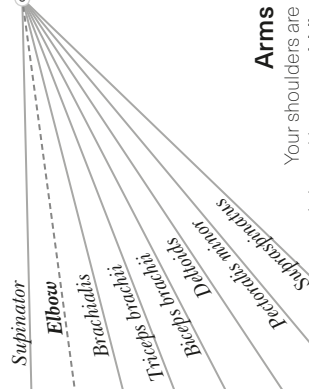 Supinator
Elbow
Brachialis
Triceps brachii
Biceps brachii
Deltoids
Pectoralis minor
Supraspinatus
Arms
Your shoulders are